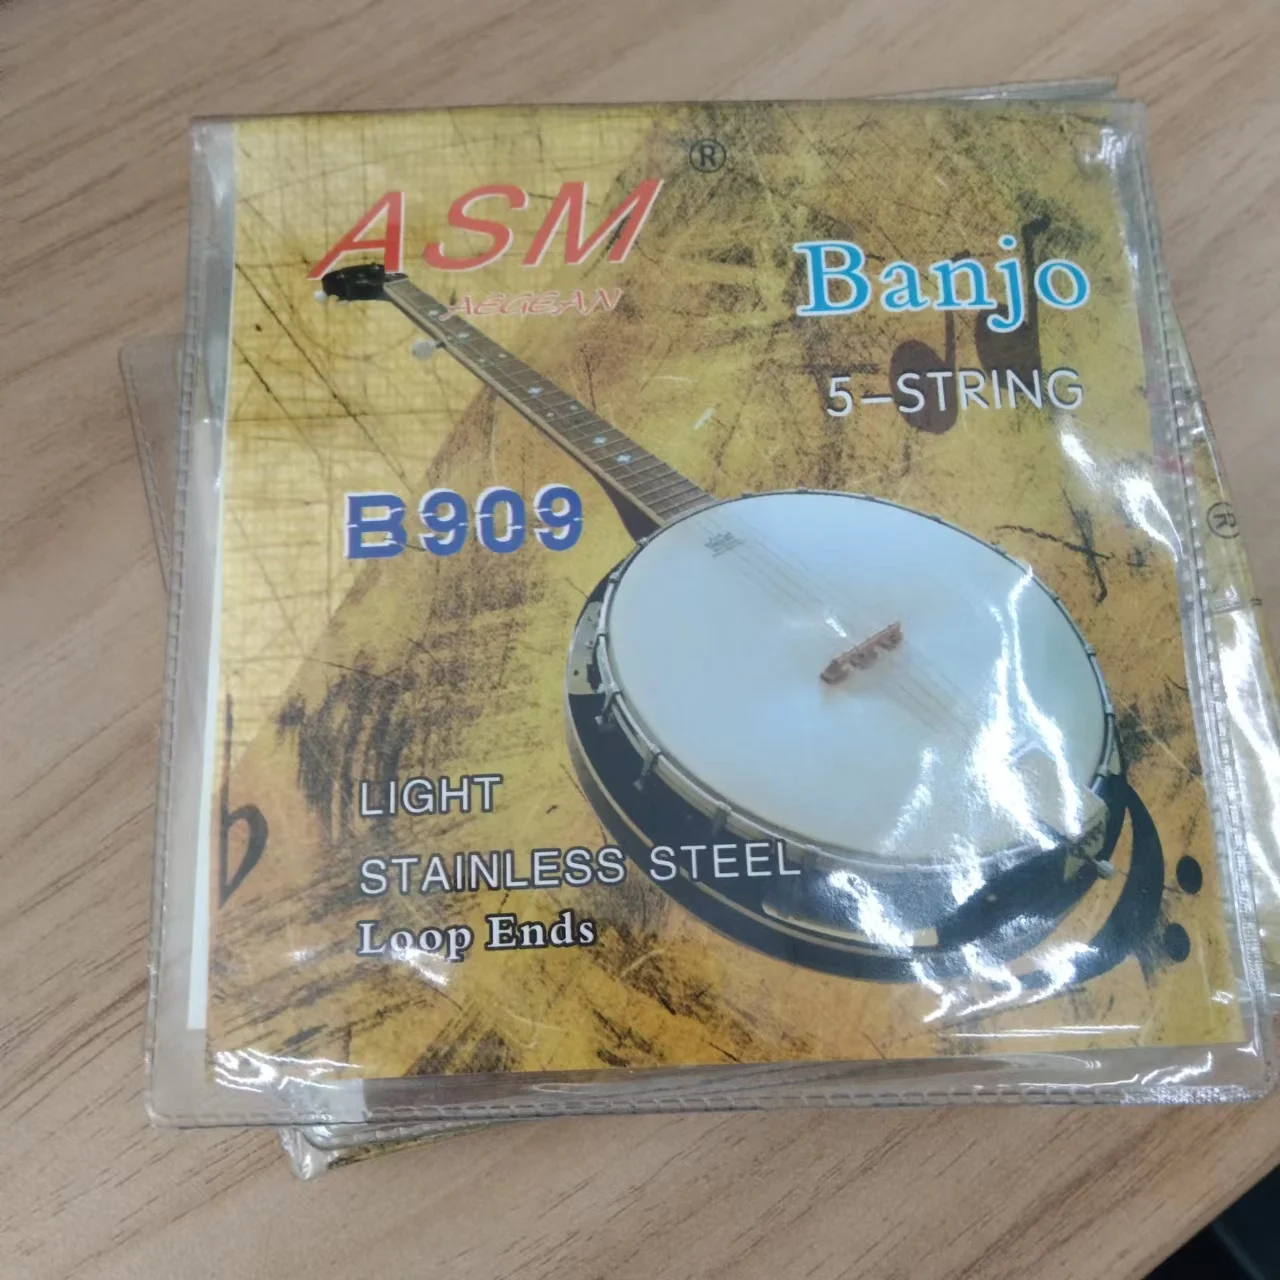 ASM ®
AEGEAN
Banjo
5-STRING
B909
LIGHT
STAINLESS STEEL
Loop Ends
®